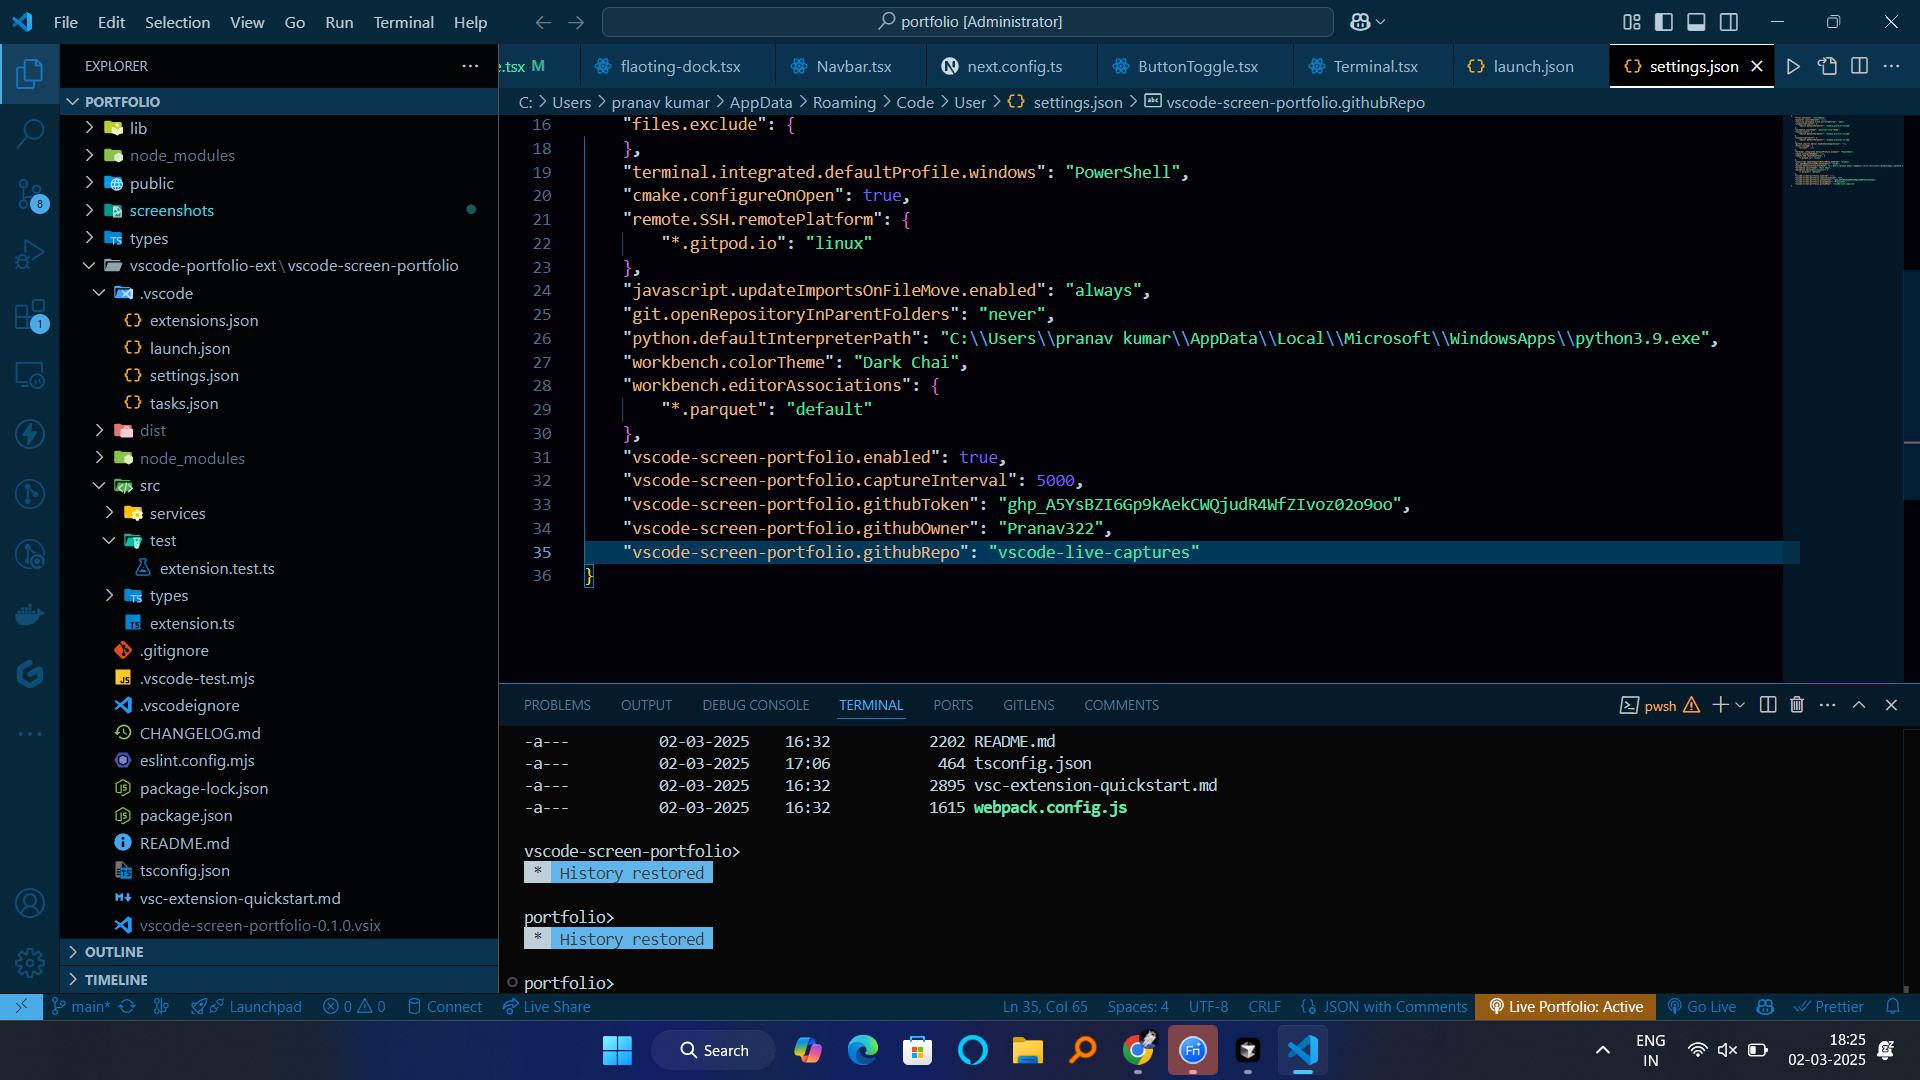 File Edit Selection View Go Run Terminal Help
portfolio [Administrator]
EXPLORER
e.tsx M
flaoting-dock.tsx
Navbar.tsx
next.config.ts
ButtonToggle.tsx
Terminal.tsx
launch.json
settings.json
PORTFOLIO
lib
node_modules
public
screenshots
types
vscode-portfolio-ext\vscode-screen-portfolio
.vscode
extensions.json
launch.json
settings.json
tasks.json
dist
node_modules
src
services
test
extension.test.ts
types
extension.ts
.gitignore
.vscode-test.mjs
.vscodeignore
CHANGELOG.md
eslint.config.mjs
package-lock.json
package.json
README.md
tsconfig.json
vsc-extension-quickstart.md
vscode-screen-portfolio-0.1.0.vsix
OUTLINE
TIMELINE
8
1
C: > Users > pranav kumar > AppData > Roaming > Code > User > {} settings.json > vscode-screen-portfolio.githubRepo
16 "files.exclude": {
18 },
19 "terminal.integrated.defaultProfile.windows": "PowerShell",
20 "cmake.configureOnOpen": true,
21 "remote.SSH.remotePlatform": {
22 "*.gitpod.io": "linux"
23 },
24 "javascript.updateImportsOnFileMove.enabled": "always",
25 "git.openRepositoryInParentFolders": "never",
26 "python.defaultInterpreterPath": "C:\\Users\\pranav kumar\\AppData\\Local\\Microsoft\\WindowsApps\\python3.9.exe",
27 "workbench.colorTheme": "Dark Chai",
28 "workbench.editorAssociations": {
29 "*.parquet": "default"
30 },
31 "vscode-screen-portfolio.enabled": true,
32 "vscode-screen-portfolio.captureInterval": 5000,
33 "vscode-screen-portfolio.githubToken": "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",
34 "vscode-screen-portfolio.githubOwner": "Pranav322",
35 "vscode-screen-portfolio.githubRepo": "vscode-live-captures"
36 }
PROBLEMS OUTPUT DEBUG CONSOLE TERMINAL PORTS GITLENS COMMENTS
pwsh
-a--- 02-03-2025 16:32 2202 README.md
-a--- 02-03-2025 17:06 464 tsconfig.json
-a--- 02-03-2025 16:32 2895 vsc-extension-quickstart.md
-a--- 02-03-2025 16:32 1615 webpack.config.js
vscode-screen-portfolio>
* History restored
portfolio>
* History restored
portfolio>
main* Launchpad 0 0 Connect Live Share
Ln 35, Col 65 Spaces: 4 UTF-8 CRLF {} JSON with Comments Live Portfolio: Active Go Live Prettier
Search
Fn
ENG
IN
18:25
02-03-2025